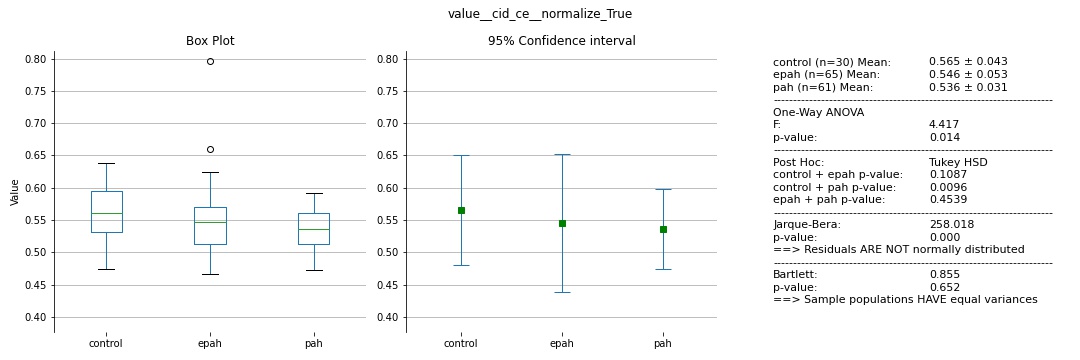 value__cid_ce__normalize_True
Box Plot
Value
0.80
0.75
0.70
0.65
0.60
0.55
0.50
0.45
0.40
control
epah
pah
95% Confidence interval
0.80
0.75
0.70
0.65
0.60
0.55
0.50
0.45
0.40
control
epah
pah
control (n=30) Mean: 0.565 ± 0.043
epah (n=65) Mean: 0.546 ± 0.053
pah (n=61) Mean: 0.536 ± 0.031
One-Way ANOVA
F: 4.417
p-value: 0.014
Post Hoc: Tukey HSD
control + epah p-value: 0.1087
control + pah p-value: 0.0096
epah + pah p-value: 0.4539
Jarque-Bera: 258.018
p-value: 0.000
==> Residuals ARE NOT normally distributed
Bartlett: 0.855
p-value: 0.652
==> Sample populations HAVE equal variances